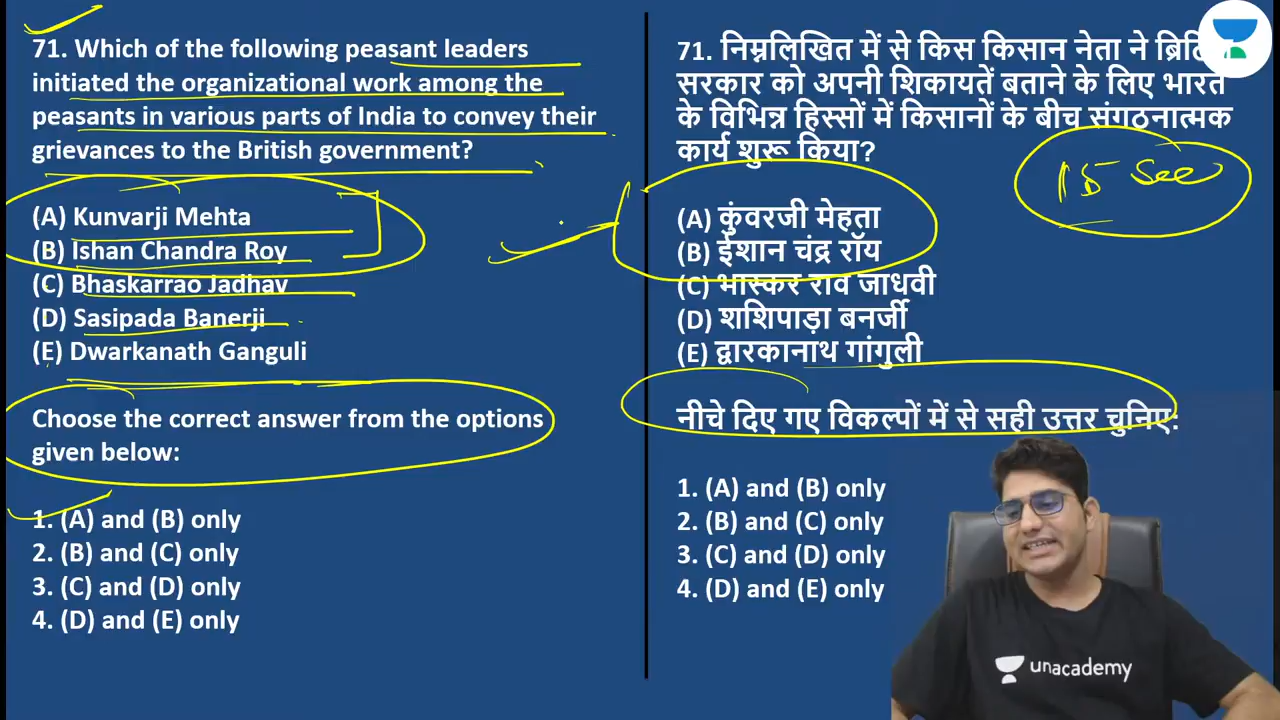 71. Which of the following peasant leaders
initiated the organizational work among the
peasants in various parts of India to convey their
grievances to the British government?
(A) Kunvarji Mehta
(B) Ishan Chandra Roy
(C) Bhaskarrao Jadhav
(D) Sasipada Banerji
(E) Dwarkanath Ganguli
Choose the correct answer from the options
given below:
1. (A) and (B) only
2. (B) and (C) only
3. (C) and (D) only
4. (D) and (E) only
71. निम्नलिखित में से किस किसान नेता ने
सरकार को अपनी शिकायतें बताने के लिए भारत
के विभिन्न हिस्सों में किसानों के बीच संगठनात्मक
कार्य शुरू किया?
15 Sec
(A) कुंवरजी मेहता
(B) ईशान चंद्र रॉय
(C) भास्कर राव जाधवी
(D) शशिपाड़ा बनर्जी
(E) द्वारकानाथ गांगुली
नीचे दिए गए विकल्पों में से सही उत्तर चुनिए:
1. (A) and (B) only
2. (B) and (C) only
3. (C) and (D) only
4. (D) and (E) only
unacademy